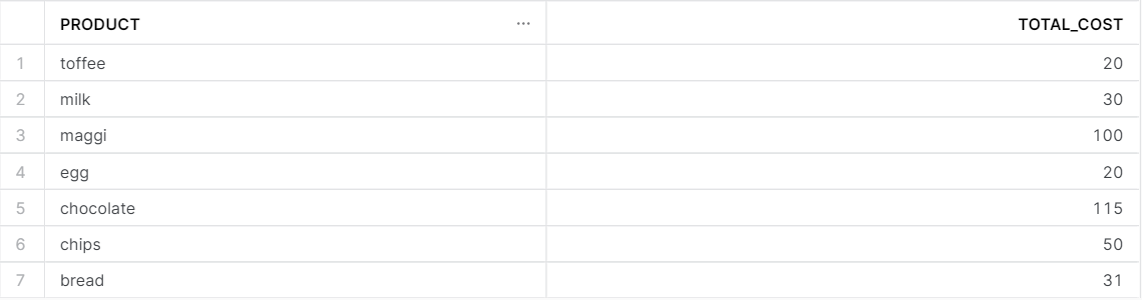 PRODUCT ... TOTAL_COST
1 toffee 20
2 milk 30
3 maggi 100
4 egg 20
5 chocolate 115
6 chips 50
7 bread 31